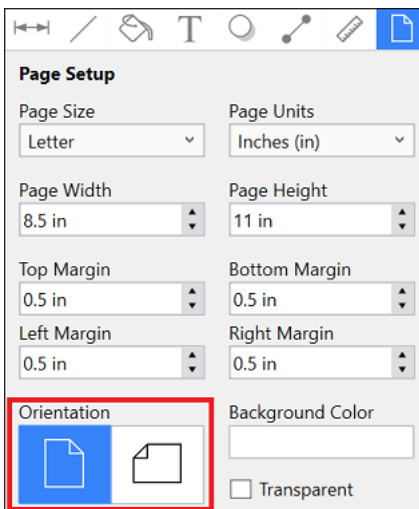 T
Page Setup
Page Size Page Units
Letter Inches (in)
Page Width Page Height
8.5 in 11 in
Top Margin Bottom Margin
0.5 in 0.5 in
Left Margin Right Margin
0.5 in 0.5 in
Orientation Background Color
Transparent